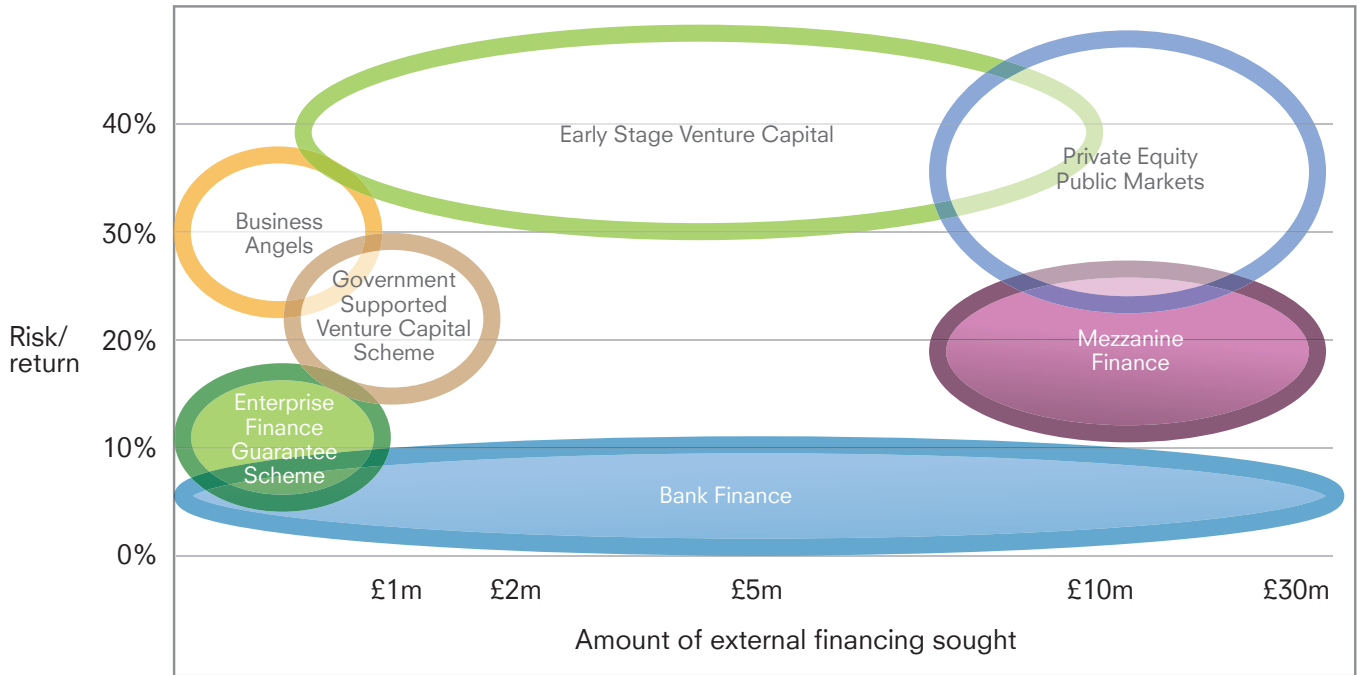 40%
Early Stage Venture Capital
Private Equity
Public Markets
Business
Angels
30%
Government
Supported
Venture Capital
Scheme
Risk/
return
20%
Mezzanine
Finance
Enterprise
Finance
Guarantee
Scheme
10%
Bank Finance
0%
£1m
£2m
£5m
£10m
£30m
Amount of external financing sought